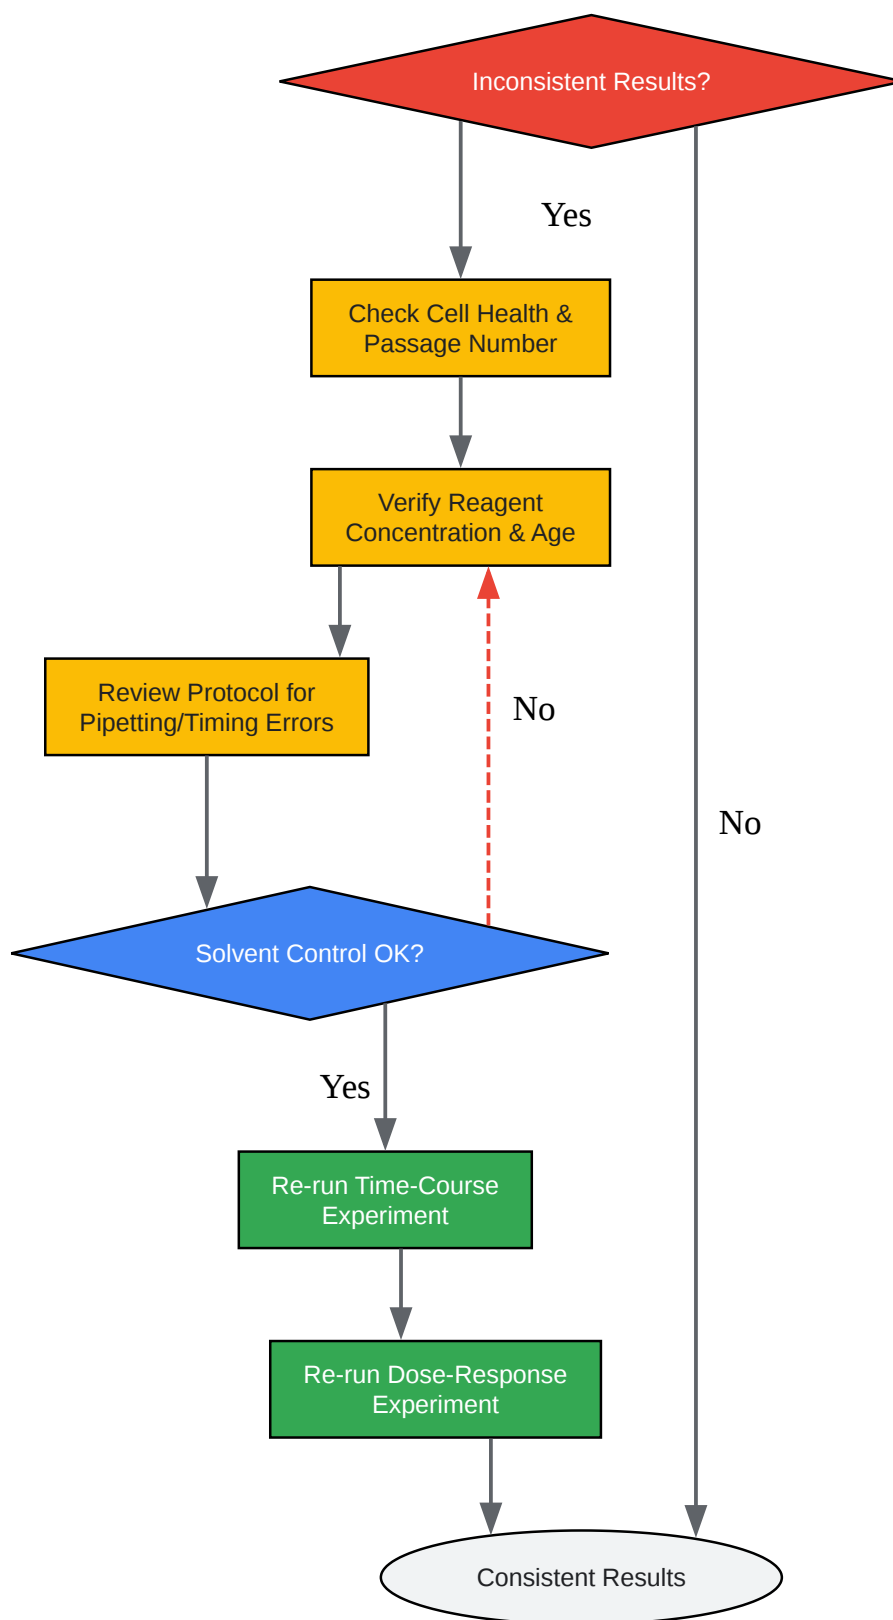 Inconsistent Results?
Yes
Check Cell Health &
Passage Number
Verify Reagent
Concentration & Age
Review Protocol for
Pipetting/Timing Errors
No
No
Solvent Control OK?
Yes
Re-run Time-Course
Experiment
Re-run Dose-Response
Experiment
Consistent Results